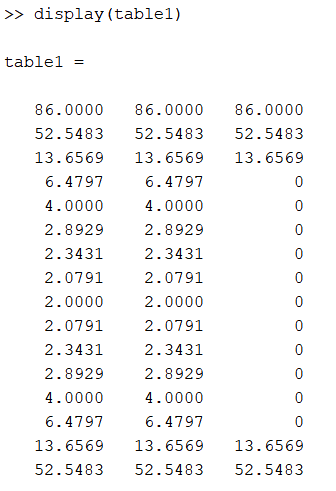 >> display(table1)
table1 =
86.0000 86.0000 86.0000
52.5483 52.5483 52.5483
13.6569 13.6569 13.6569
6.4797 6.4797 0
4.0000 4.0000 0
2.8929 2.8929 0
2.3431 2.3431 0
2.0791 2.0791 0
2.0000 2.0000 0
2.0791 2.0791 0
2.3431 2.3431 0
2.8929 2.8929 0
4.0000 4.0000 0
6.4797 6.4797 0
13.6569 13.6569 13.6569
52.5483 52.5483 52.5483